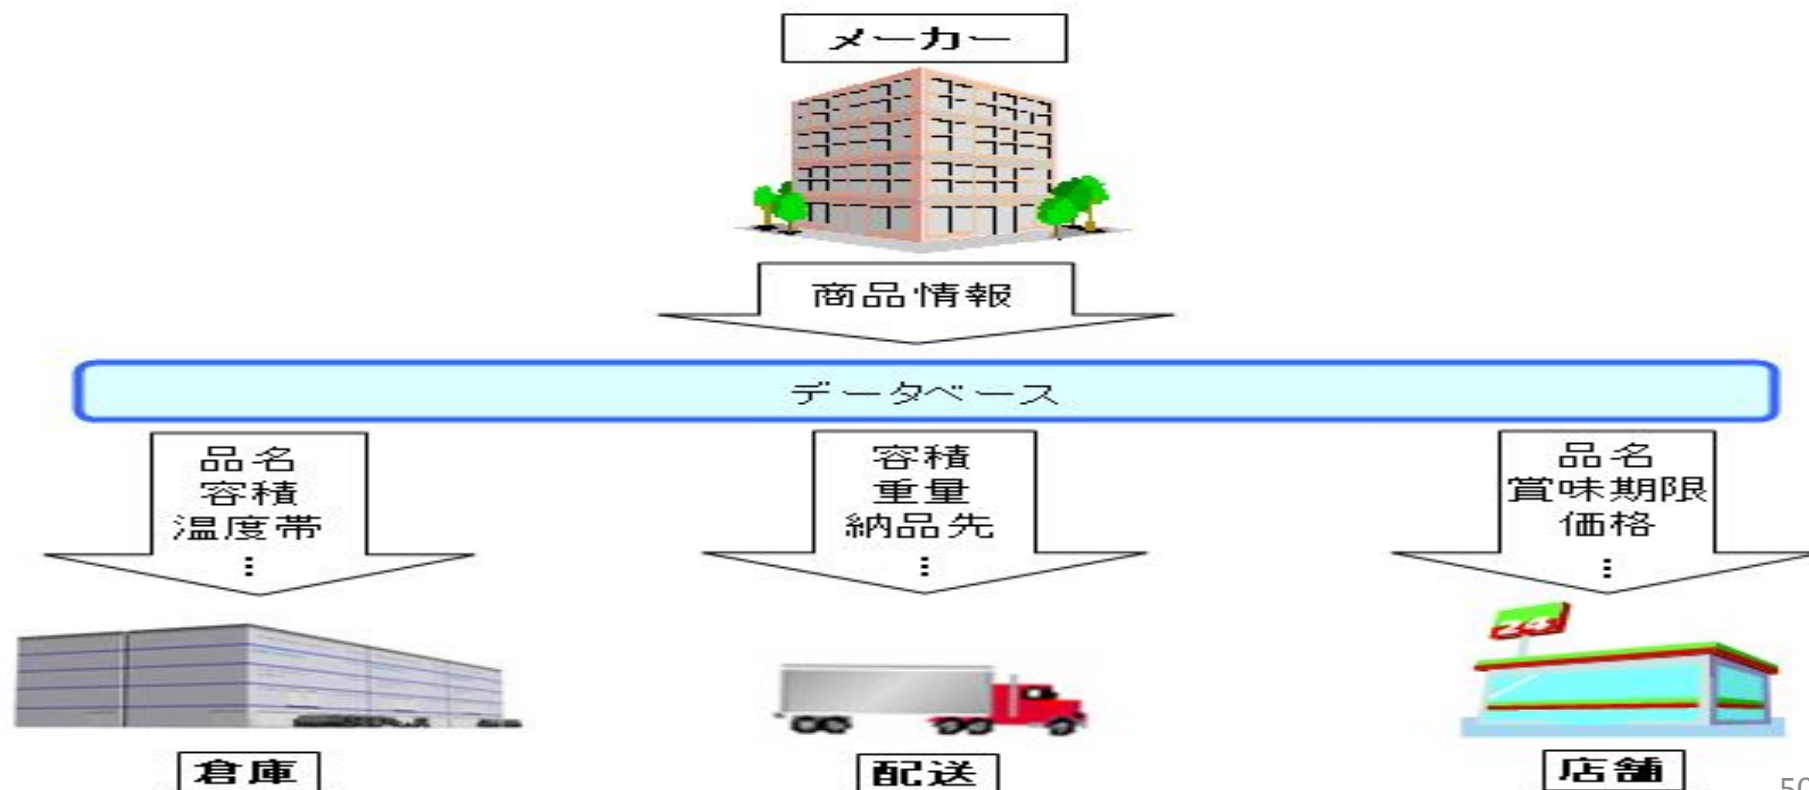 メーカー
商品情報
データベース
品名
容積
温度帯
⋮
容積
重量
納品先
⋮
品名
賞味期限
価格
⋮
24
倉庫
配送
店舗
50